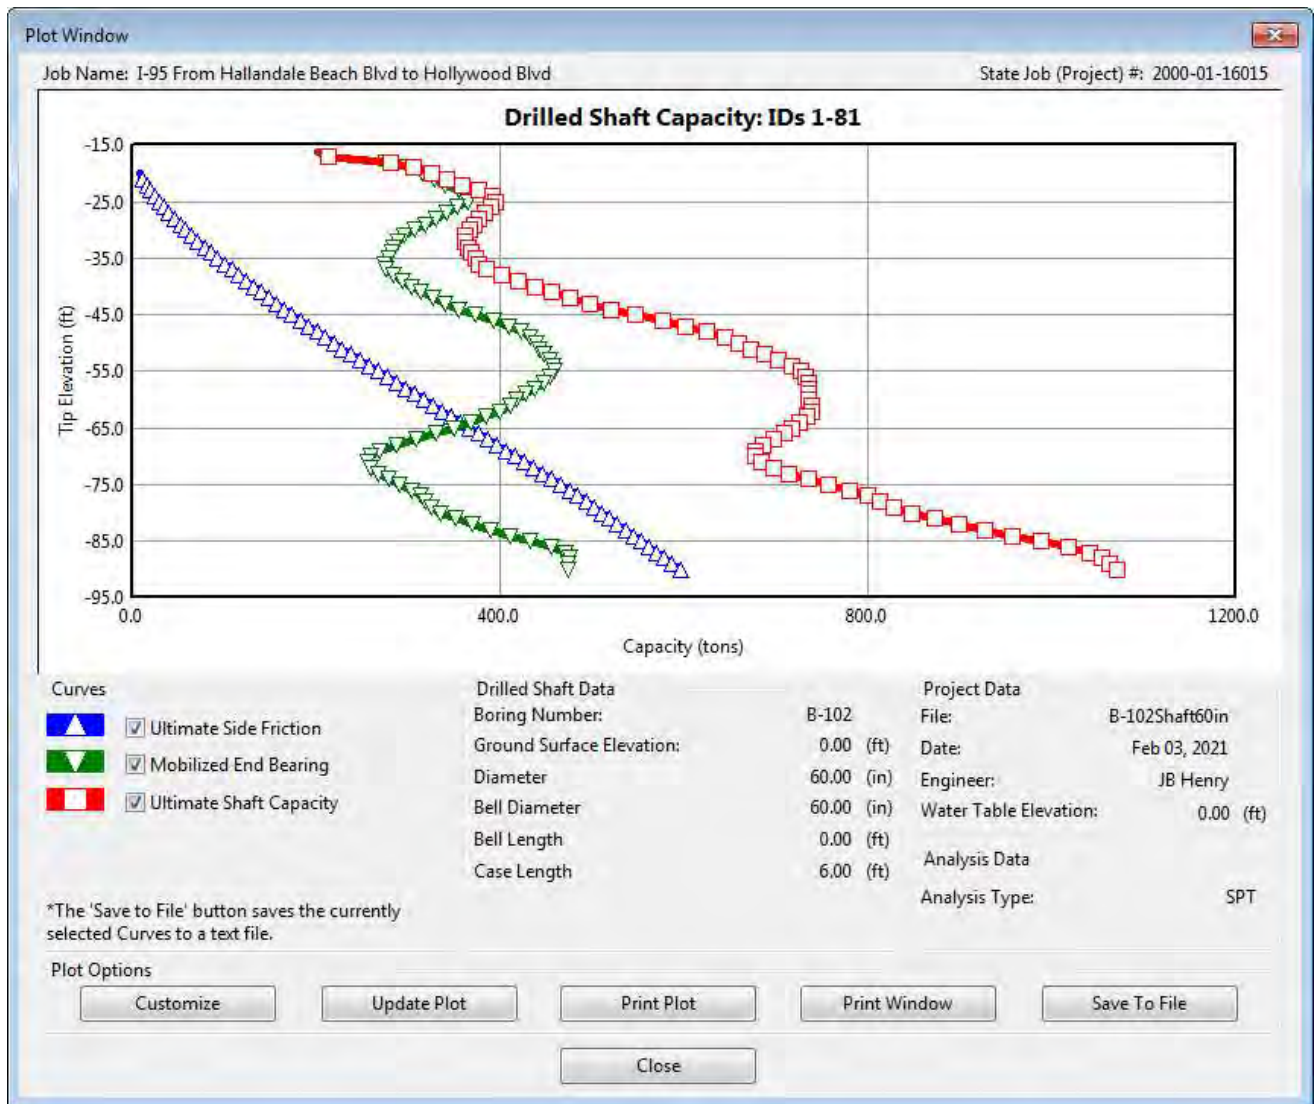 Plot Window
Job Name: I-95 From Hallandale Beach Blvd to Hollywood Blvd State Job (Project) #: 2000-01-16015
Drilled Shaft Capacity: IDs 1-81
-15.0
-25.0
-35.0
-45.0
-55.0
-65.0
-75.0
-85.0
-95.0
Tip Elevation (ft)
0.0 400.0 800.0 1200.0
Capacity (tons)
Curves
Ultimate Side Friction
Mobilized End Bearing
Ultimate Shaft Capacity
*The 'Save to File' button saves the currently
selected Curves to a text file.
Drilled Shaft Data
Boring Number: B-102
Ground Surface Elevation: 0.00 (ft)
Diameter 60.00 (in)
Bell Diameter 60.00 (in)
Bell Length 0.00 (ft)
Case Length 6.00 (ft)
Project Data
File: B-102Shaft60in
Date: Feb 03, 2021
Engineer: JB Henry
Water Table Elevation: 0.00 (ft)
Analysis Data
Analysis Type: SPT
Plot Options
Customize Update Plot Print Plot Print Window Save To File
Close